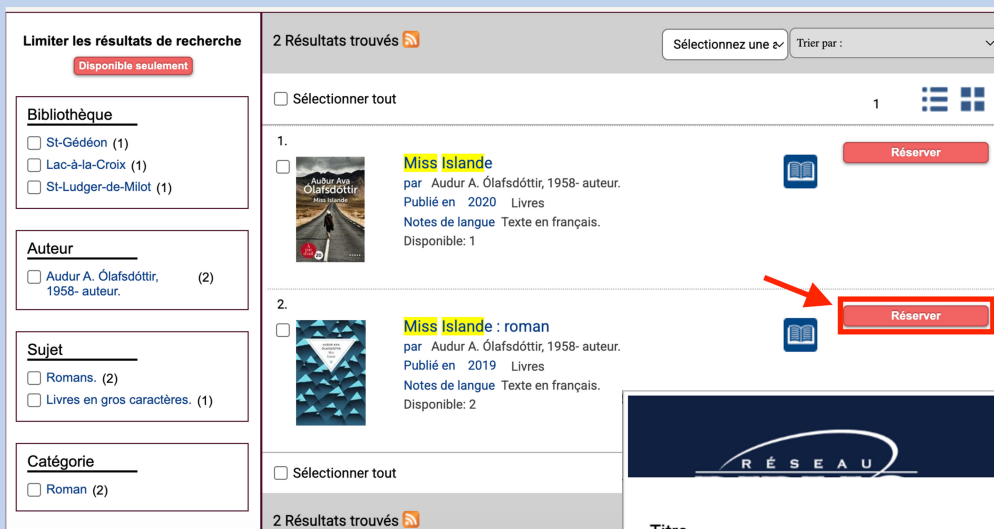 Limiter les résultats de recherche
Disponible seulement
Bibliothèque
St-Gédéon (1)
Lac-à-la-Croix (1)
St-Ludger-de-Milot (1)
Auteur
Audur A. Ólafsdóttir, (2)
1958- auteur.
Sujet
Romans. (2)
Livres en gros caractères. (1)
Catégorie
Roman (2)
2 Résultats trouvés
Sélectionnez une
Trier par :
Sélectionner tout
1
1.
Auður Ava
Ólafsdóttir
Miss Islande
Miss Islande
par Audur A. Ólafsdóttir, 1958- auteur.
Publié en 2020 Livres
Notes de langue Texte en français.
Disponible: 1
Réserver
2.
Miss Islande : roman
par Audur A. Ólafsdóttir, 1958- auteur.
Publié en 2019 Livres
Notes de langue Texte en français.
Disponible: 2
Réserver
Sélectionner tout
2 Résultats trouvés
RÉSEAU
Titre